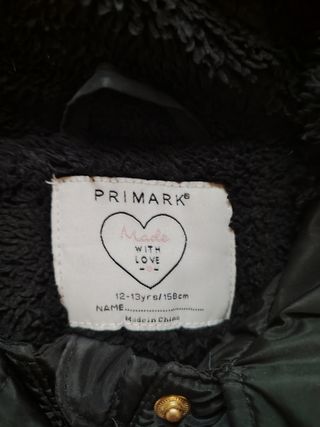 PRIMARK®
Made
WITH
LOVE
12-13yrs/158cm
NAME....................
Made in China